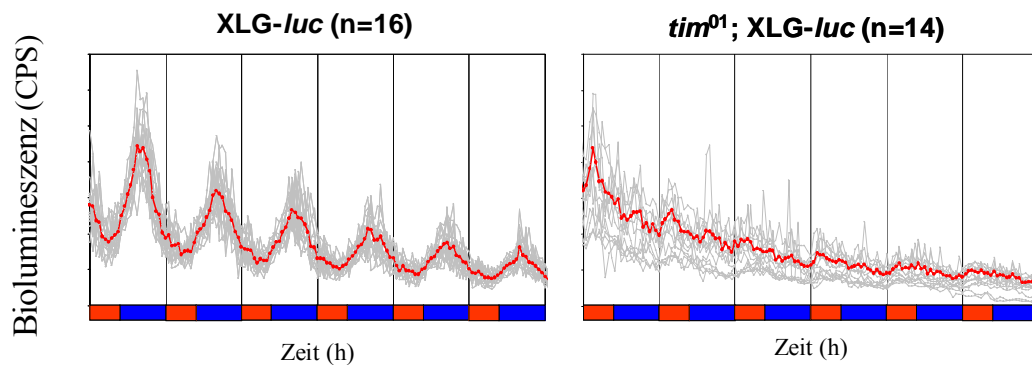 XLG-luc (n=16)
tim⁰¹; XLG-luc (n=14)
Biolumineszenz (CPS)
Zeit (h)
Zeit (h)